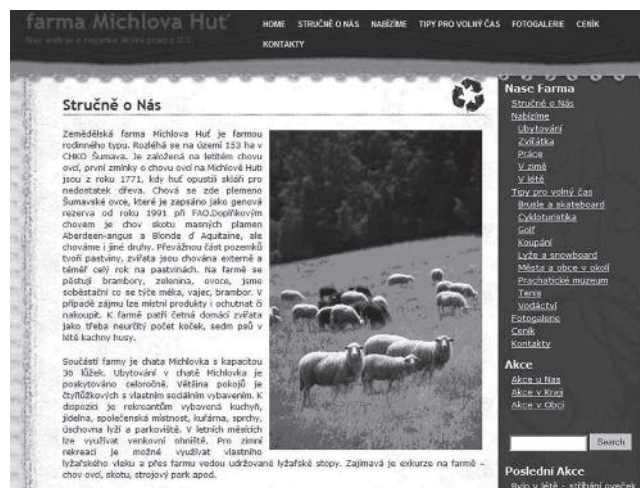 farma Michlova Huť
HOME STRUČNĚ O NÁS NABÍZÍME TIPY PRO VOLNÝ ČAS FOTOGALERIE CENÍK
KONTAKTY
Stručně o Nás
Zemědělská farma Michlova Huť je farmou
rodinného typu. Rozléhá se na území 153 ha v
CHKO Šumava. Je založená na letitém chovu
ovcí, první zmínky o chovu ovcí na Michlově Huti
jsou z roku 1771, kdy huť opustili skláři pro
nedostatek dřeva. Chová se zde plemeno
Šumavské ovce, které je zapsáno jako genová
rezerva od roku 1991 při FAO.Doplňkovým
chovem je chov skotu masných plamen
Aberdeen-angus a Blonde d´Aquitaine, ale
chováme i jiné druhy. Převážnou část pozemků
tvoří pastviny, zvířata jsou chována externě a
téměř celý rok na pastvinách. Na farmě se
pěstují brambory, zelenina, ovoce, jsme
soběstační co se týče mléka, vajec, brambor. V
případě zájmu lze místní produkty i ochutnat či
nakoupit. K farmě patří četná domácí zvířata
jako třeba neurčitý počet koček, sedm psů v
létě kachny husy.
Součástí farmy je chata Michlovka s kapacitou
36 lůžek. Ubytování v chatě Michlovka je
poskytováno celoročně. Většina pokojů je
čtyřlůžkových s vlastním sociálním vybavením. K
dispozici je rekreantům vybavená kuchyň,
jídelna, společenská místnost, kuřárna, sprchy,
úschovna lyží a parkoviště. V letních měsících
lze využívat venkovní ohniště. Pro zimní
rekreaci je možné využívat vlastního
lyžařského vleku a přes farmu vedou udržované lyžařské stopy. Zajímavá je exkurze na farmě –
chov ovcí, skotu, strojový park apod.
Nase Farma
Stručně o Nás
Nabízíme
Ubytování
Zvířátka
Práce
V zimě
V létě
Tipy pro volný čas
Brusle a skateboard
Cykloturistika
Golf
Koupání
Lyže a snowboard
Města a obce v okolí
Prachatické muzeum
Tenis
Vodáctví
Fotogalerie
Ceník
Kontakty
Akce
Akce u Nas
Akce v Kraji
Akce v Obci
Search
Poslední Akce
Bylo v létě - stříhání oveček